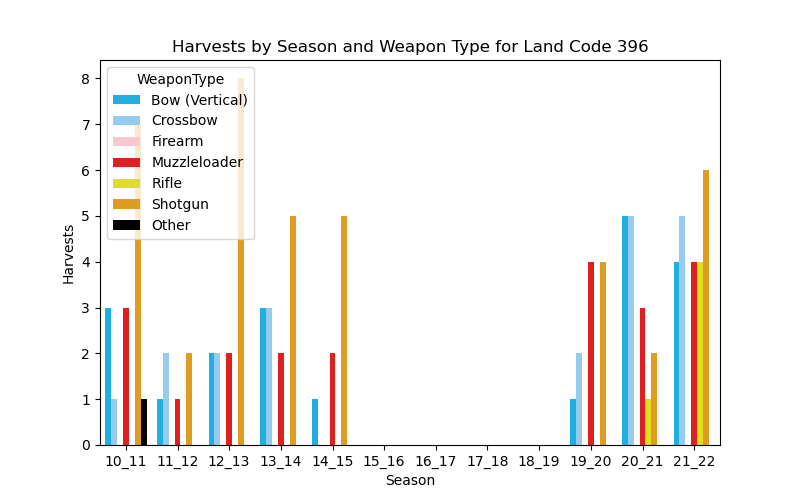 Harvests by Season and Weapon Type for Land Code 396
8
7
6
5
4
3
2
1
0
Harvests
WeaponType
Bow (Vertical)
Crossbow
Firearm
Muzzleloader
Rifle
Shotgun
Other
10_11 11_12 12_13 13_14 14_15 15_16 16_17 17_18 18_19 19_20 20_21 21_22
Season